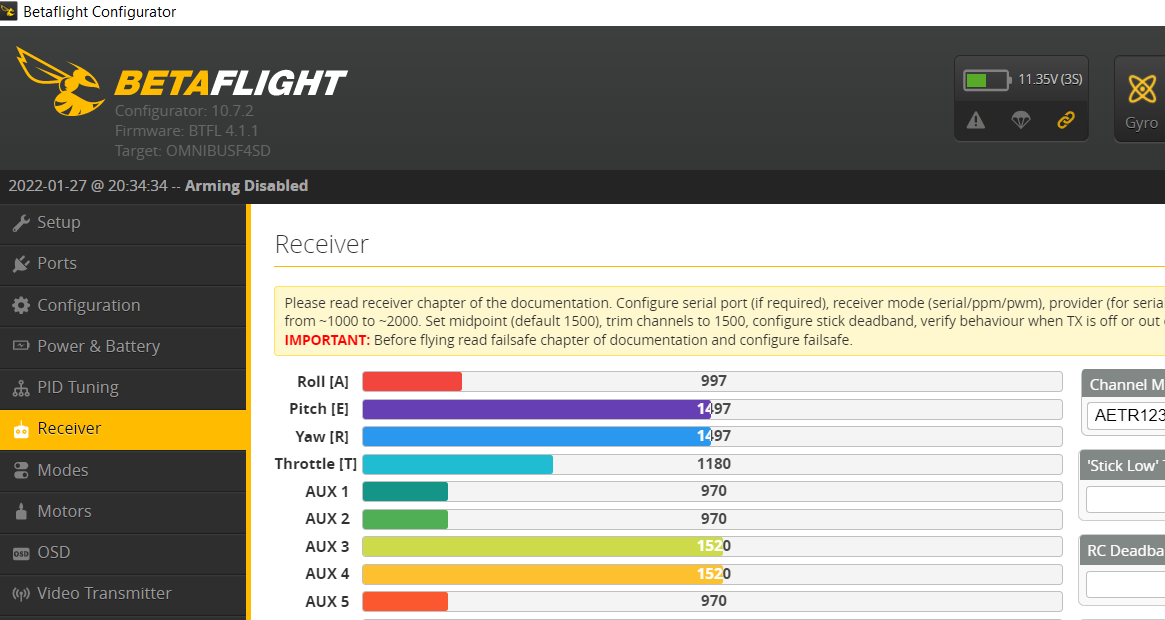 Betaflight Configurator
BETAFLIGHT
Configurator: 10.7.2
Firmware: BTFL 4.1.1
Target: OMNIBUSF4SD
11.35V (3S)
Gyro
2022-01-27 @ 20:34:34 -- Arming Disabled
Setup
Ports
Configuration
Power & Battery
PID Tuning
Receiver
Modes
Motors
OSD OSD
Video Transmitter
Receiver
Please read receiver chapter of the documentation. Configure serial port (if required), receiver mode (serial/ppm/pwm), provider (for seria
from ~1000 to ~2000. Set midpoint (default 1500), trim channels to 1500, configure stick deadband, verify behaviour when TX is off or out
IMPORTANT: Before flying read failsafe chapter of documentation and configure failsafe.
Roll [A] 997
Pitch [E] 1497
Yaw [R] 1497
Throttle [T] 1180
AUX 1 970
AUX 2 970
AUX 3 1520
AUX 4 1520
AUX 5 970
Channel M
AETR123
'Stick Low' T
RC Deadba